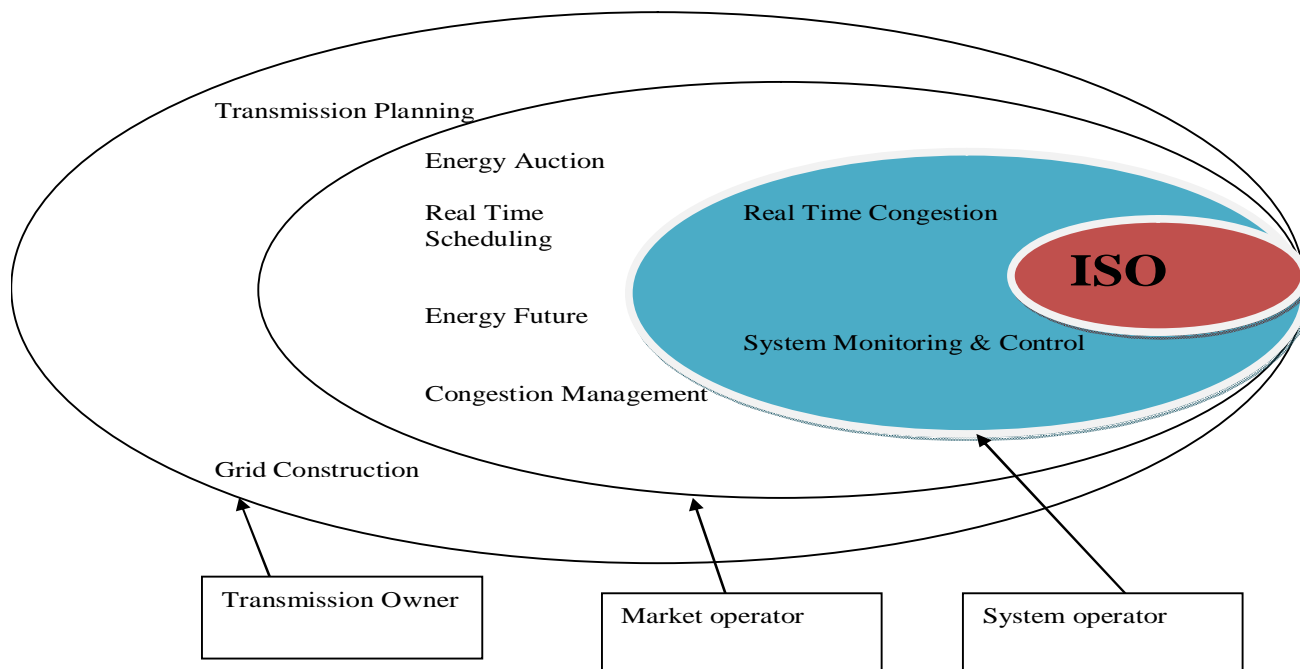 Transmission Planning
Energy Auction
Real Time
Scheduling
Real Time Congestion
ISO
Energy Future
System Monitoring & Control
Congestion Management
Grid Construction
Transmission Owner
Market operator
System operator